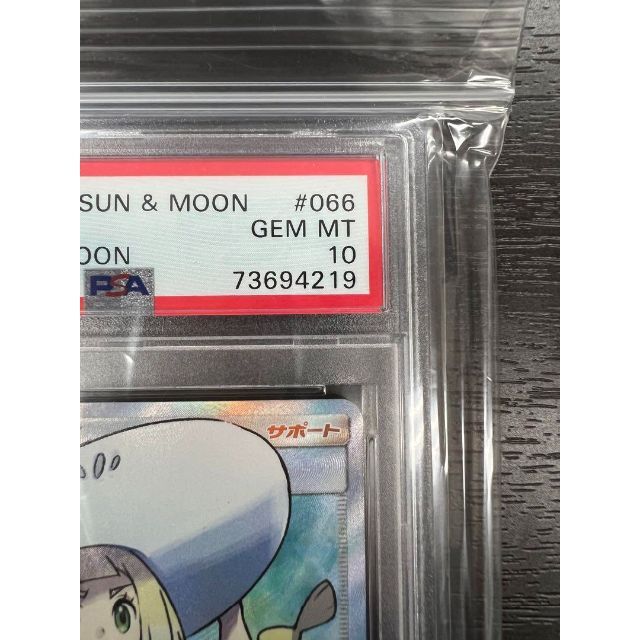 SUN & MOON #066
GEM MT
OON 10
PSA 73694219
サポート